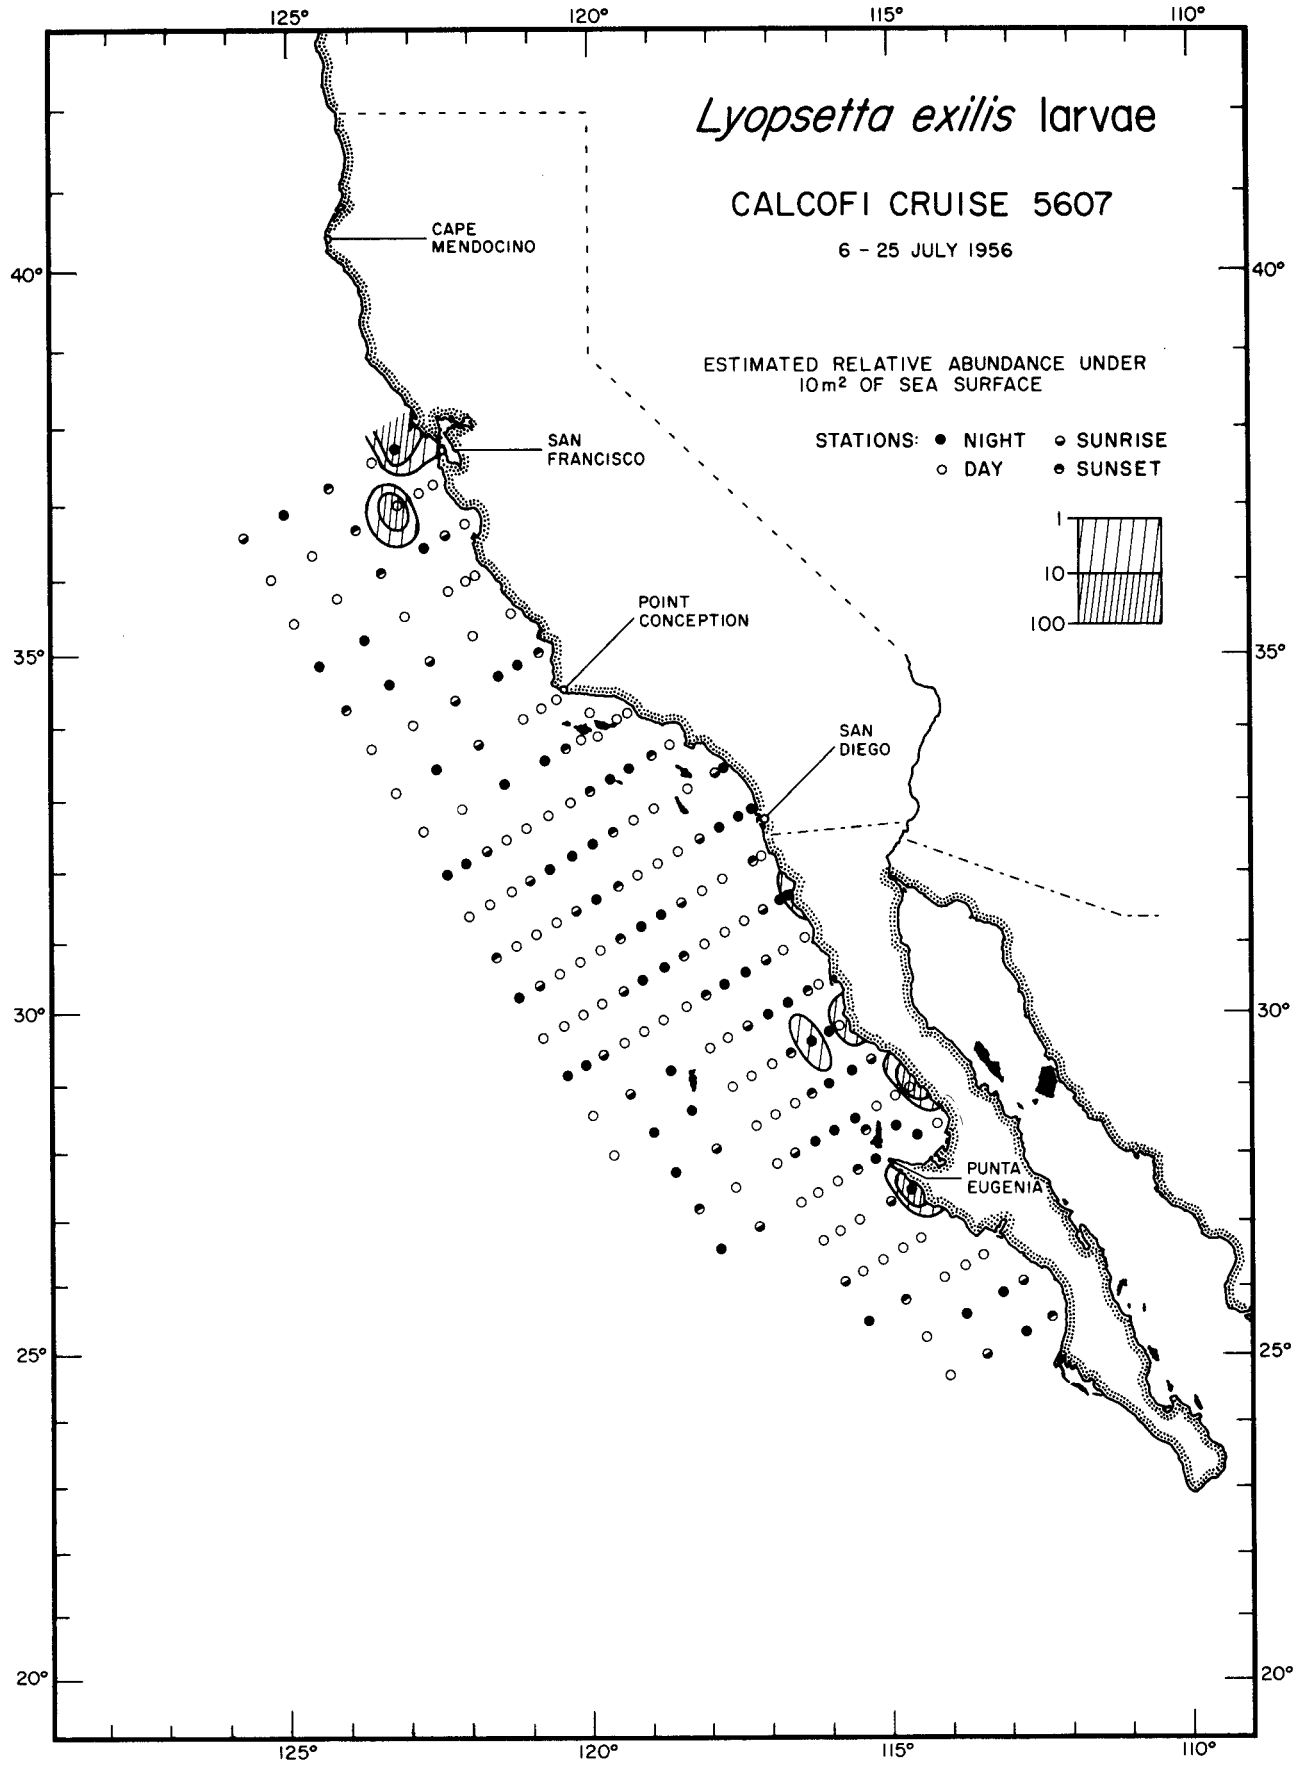 125° 120° 115° 110°
Lyopsetta exilis larvae
CALCOFI CRUISE 5607
6 – 25 JULY 1956
CAPE
MENDOCINO
40° 40°
ESTIMATED RELATIVE ABUNDANCE UNDER
10m² OF SEA SURFACE
STATIONS: ● NIGHT ◒ SUNRISE
○ DAY ◓ SUNSET
SAN
FRANCISCO
1
10
100
POINT
CONCEPTION
35° 35°
SAN
DIEGO
30° 30°
PUNTA
EUGENIA
25° 25°
20° 20°
125° 120° 115° 110°